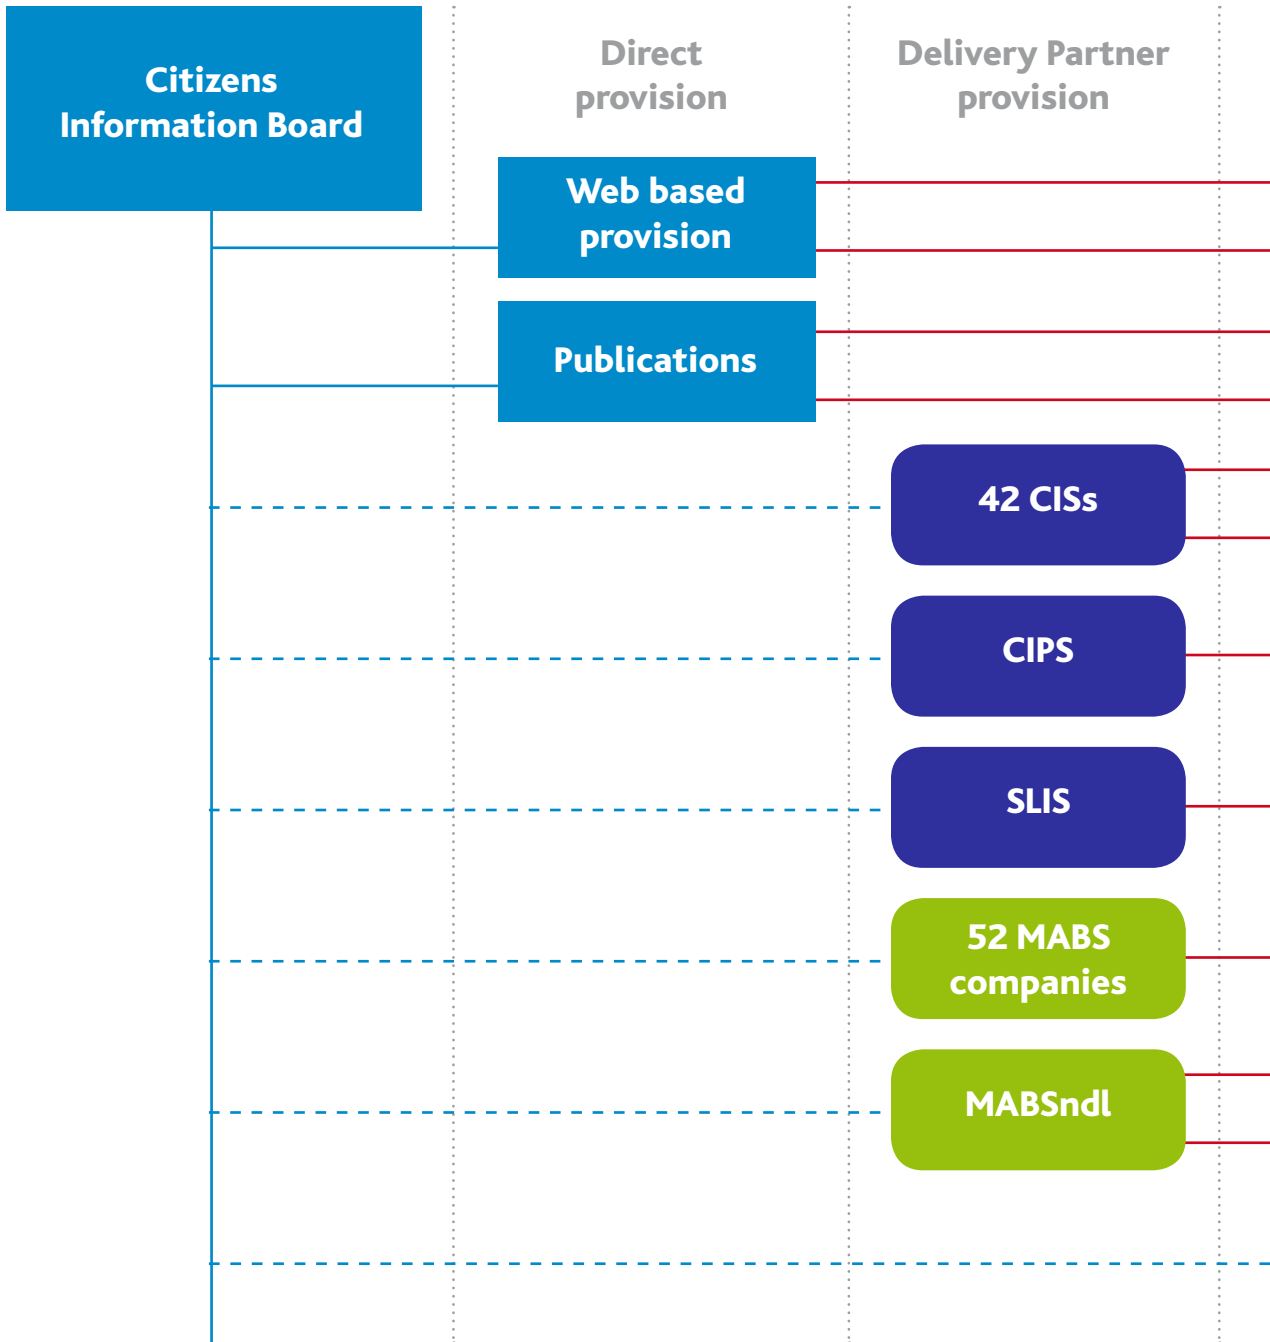 Citizens
Information Board
Direct
provision
Delivery Partner
provision
Web based
provision
Publications
42 CISs
CIPS
SLIS
52 MABS
companies
MABSndl